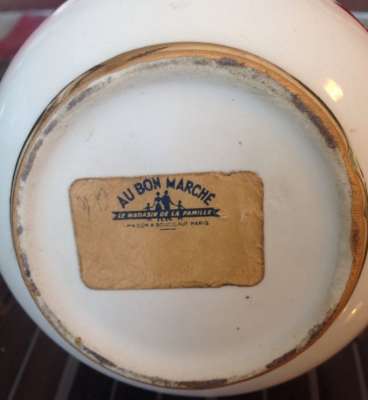 AU BON MARCHE
LE MAGASIN DE LA FAMILLE
MAISON A. BOUCICAUT PARIS